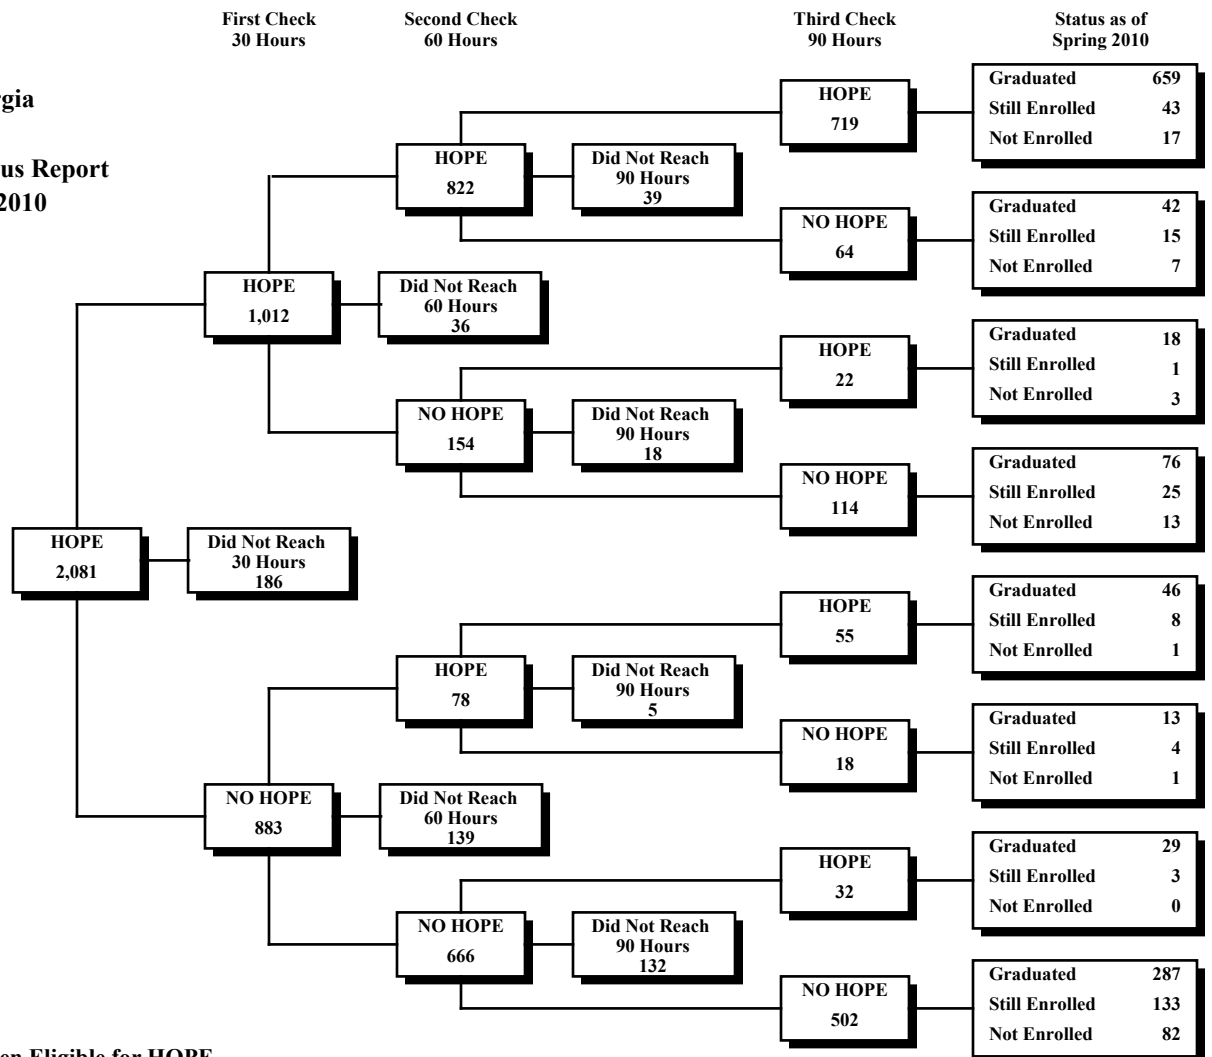 First Check
30 Hours
Second Check
60 Hours
Third Check
90 Hours
Status as of
Spring 2010
us Report
2010
HOPE
2,081
Did Not Reach
30 Hours
186
HOPE
1,012
Did Not Reach
60 Hours
36
NO HOPE
883
Did Not Reach
60 Hours
139
HOPE
822
Did Not Reach
90 Hours
39
NO HOPE
154
Did Not Reach
90 Hours
18
HOPE
78
Did Not Reach
90 Hours
5
NO HOPE
666
Did Not Reach
90 Hours
132
HOPE
719
Graduated 659
Still Enrolled 43
Not Enrolled 17
NO HOPE
64
Graduated 42
Still Enrolled 15
Not Enrolled 7
HOPE
22
Graduated 18
Still Enrolled 1
Not Enrolled 3
NO HOPE
114
Graduated 76
Still Enrolled 25
Not Enrolled 13
HOPE
55
Graduated 46
Still Enrolled 8
Not Enrolled 1
NO HOPE
18
Graduated 13
Still Enrolled 4
Not Enrolled 1
HOPE
32
Graduated 29
Still Enrolled 3
Not Enrolled 0
NO HOPE
502
Graduated 287
Still Enrolled 133
Not Enrolled 82
en Eligible for HOPE